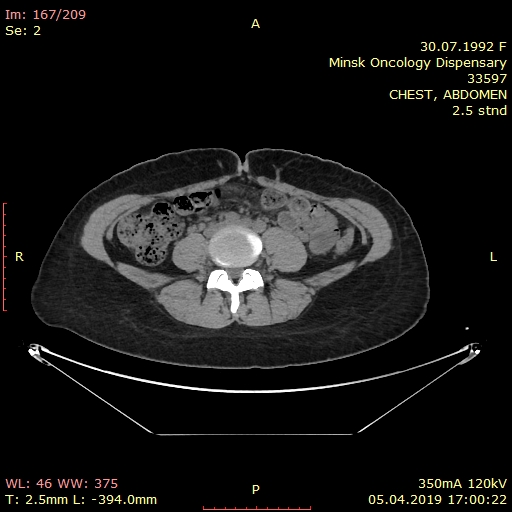 Im: 167/209
Se: 2
A
30.07.1992 F
Minsk Oncology Dispensary
33597
CHEST, ABDOMEN
2.5 stnd
R
L
WL: 46 WW: 375
T: 2.5mm L: -394.0mm
P
350mA 120kV
05.04.2019 17:00:22